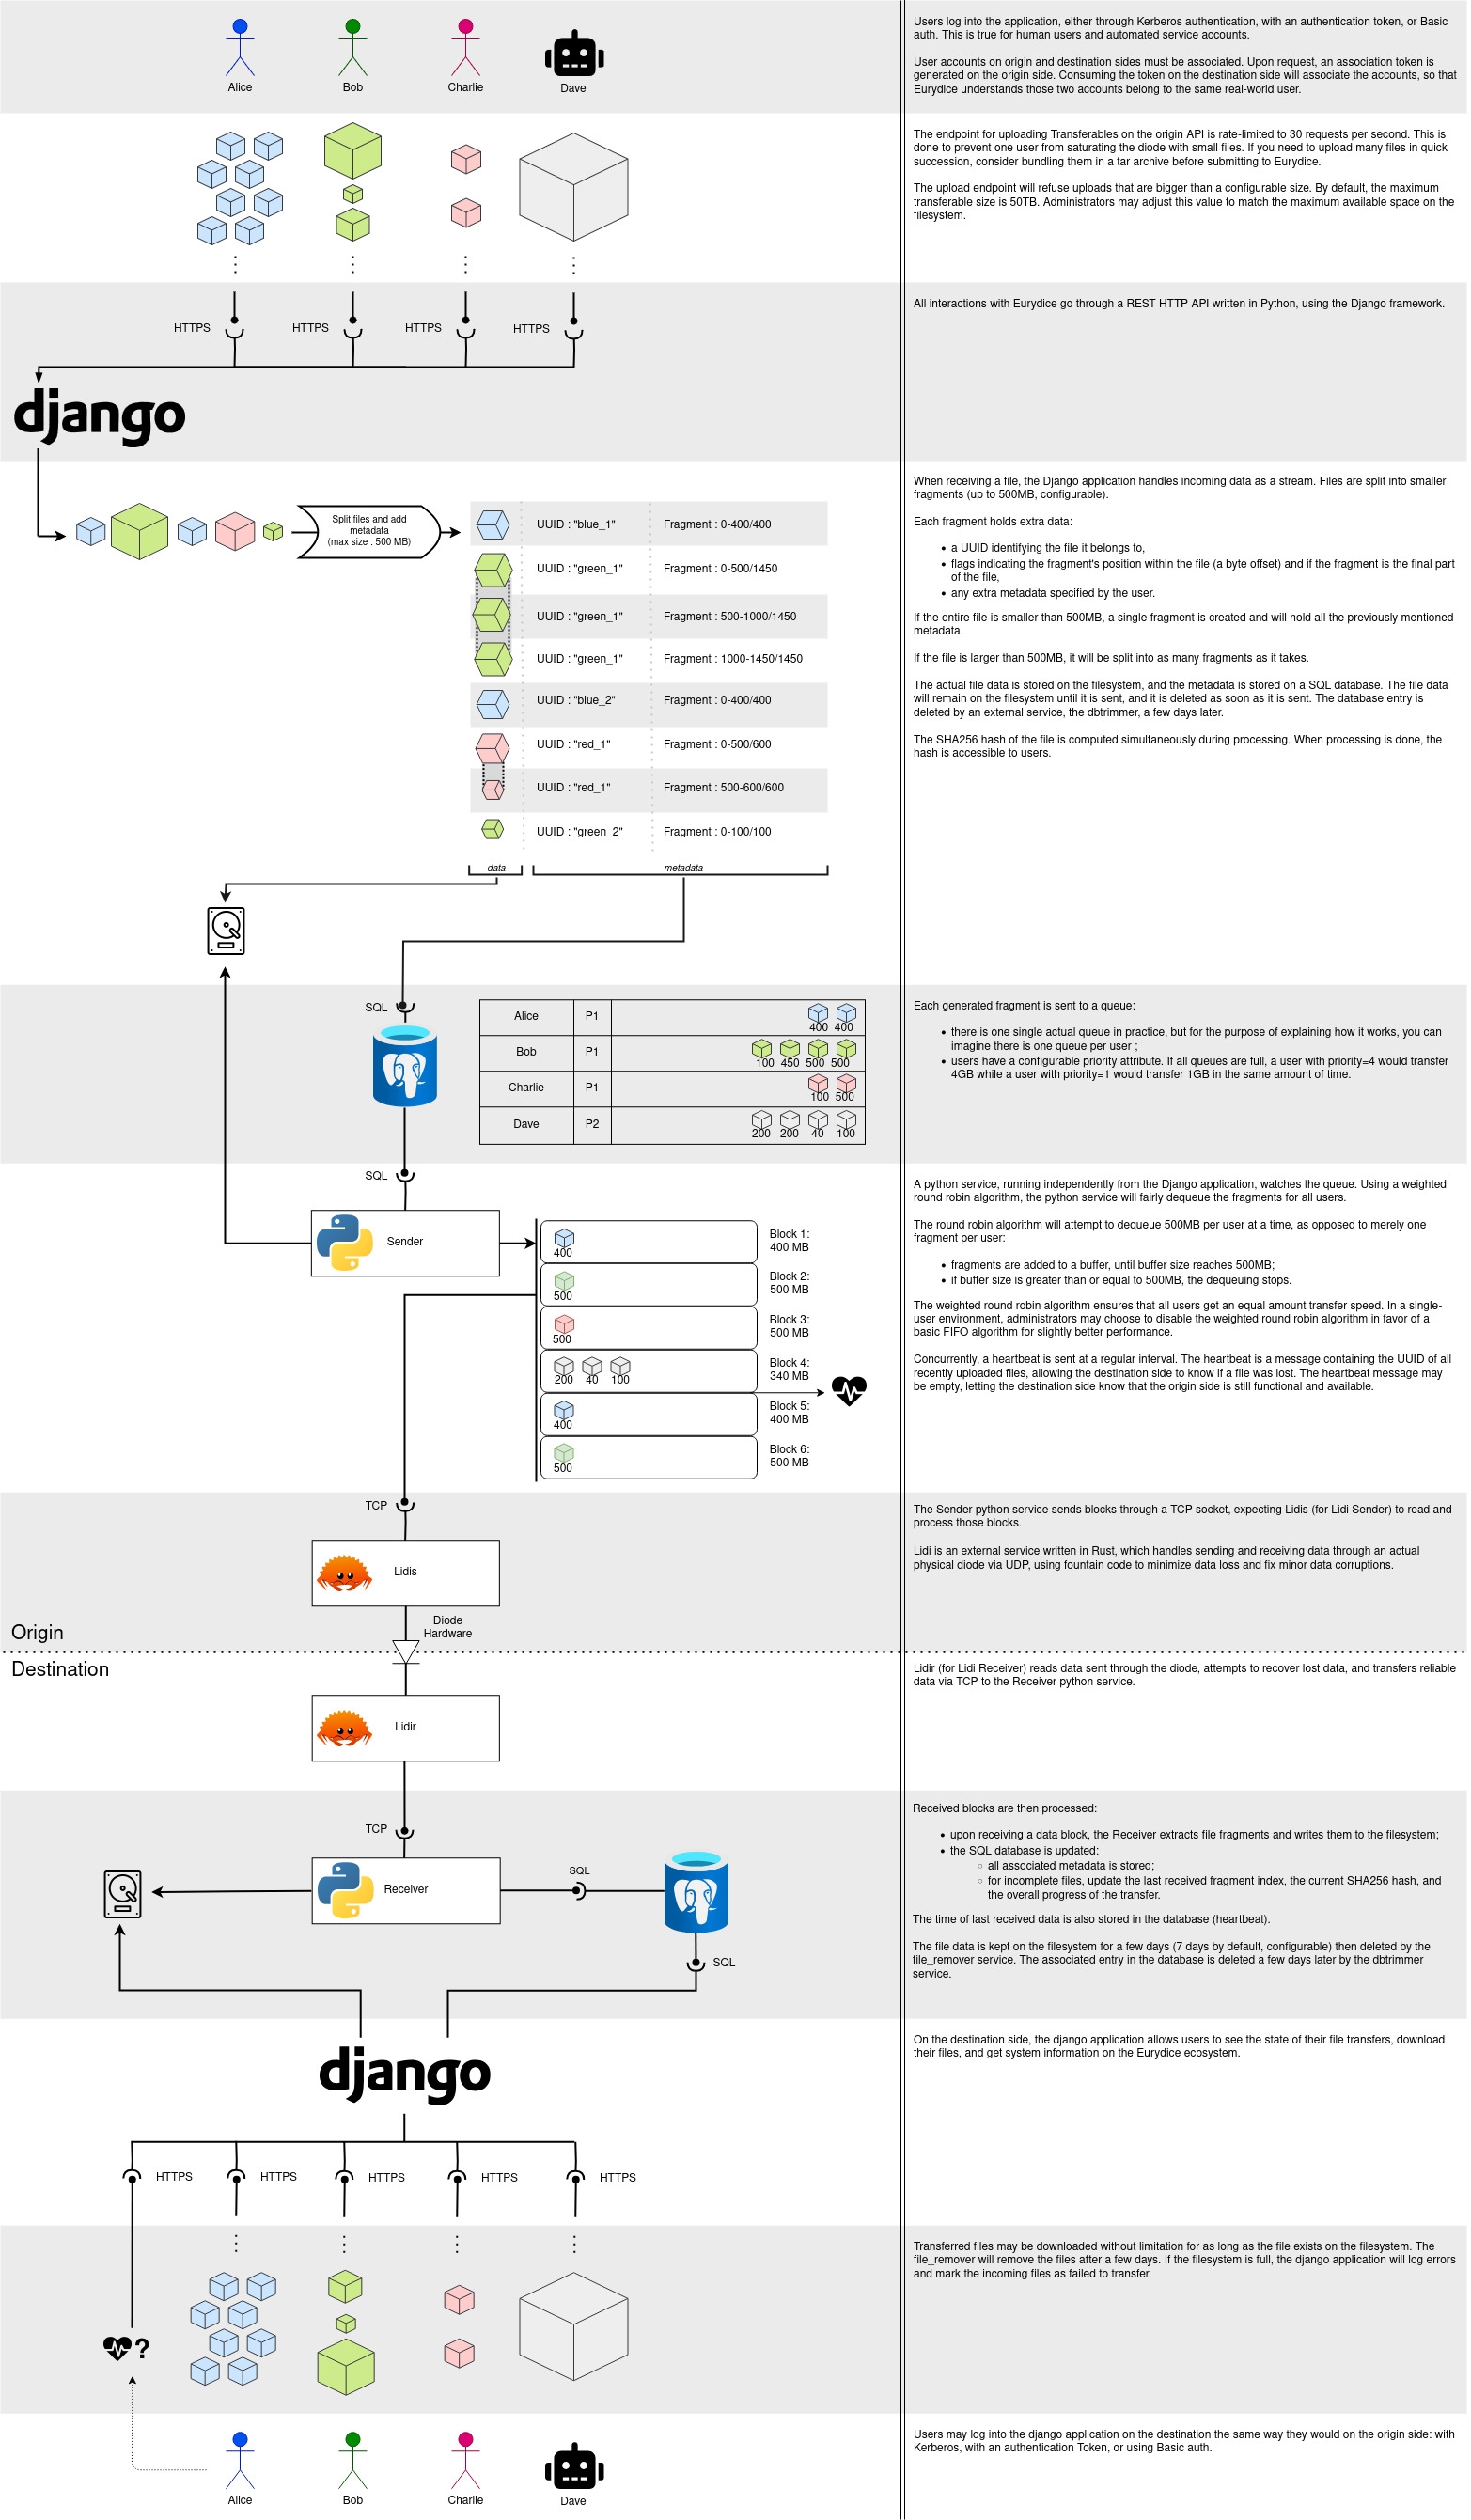 Alice
Bob
Charlie
Dave
Users log into the application, either through Kerberos authentication, with an authentication token, or Basic
auth. This is true for human users and automated service accounts.
User accounts on origin and destination sides must be associated. Upon request, an association token is
generated on the origin side. Consuming the token on the destination side will associate the accounts, so that
Eurydice understands those two accounts belong to the same real-world user.
The endpoint for uploading Transferables on the origin API is rate-limited to 30 requests per second. This is
done to prevent one user from saturating the diode with small files. If you need to upload many files in quick
succession, consider bundling them in a tar archive before submitting to Eurydice.
The upload endpoint will refuse uploads that are bigger than a configurable size. By default, the maximum
transferable size is 50TB. Administrators may adjust this value to match the maximum available space on the
filesystem.
HTTPS
HTTPS
HTTPS
HTTPS
django
All interactions with Eurydice go through a REST HTTP API written in Python, using the Django framework.
Split files and add
metadata
(max size : 500 MB)
UUID : "blue_1" Fragment : 0-400/400
UUID : "green_1" Fragment : 0-500/1450
UUID : "green_1" Fragment : 500-1000/1450
UUID : "green_1" Fragment : 1000-1450/1450
UUID : "blue_2" Fragment : 0-400/400
UUID : "red_1" Fragment : 0-500/600
UUID : "red_1" Fragment : 500-600/600
UUID : "green_2" Fragment : 0-100/100
data
metadata
When receiving a file, the Django application handles incoming data as a stream. Files are split into smaller
fragments (up to 500MB, configurable).
Each fragment holds extra data:
• a UUID identifying the file it belongs to,
• flags indicating the fragment's position within the file (a byte offset) and if the fragment is the final part
of the file,
• any extra metadata specified by the user.
If the entire file is smaller than 500MB, a single fragment is created and will hold all the previously mentioned
metadata.
If the file is larger than 500MB, it will be split into as many fragments as it takes.
The actual file data is stored on the filesystem, and the metadata is stored on a SQL database. The file data
will remain on the filesystem until it is sent, and it is deleted as soon as it is sent. The database entry is
deleted by an external service, the dbtrimmer, a few days later.
The SHA256 hash of the file is computed simultaneously during processing. When processing is done, the
hash is accessible to users.
SQL
Alice P1 400 400
Bob P1 100 450 500 500
Charlie P1 100 500
Dave P2 200 200 40 100
Each generated fragment is sent to a queue:
• there is one single actual queue in practice, but for the purpose of explaining how it works, you can
imagine there is one queue per user ;
• users have a configurable priority attribute. If all queues are full, a user with priority=4 would transfer
4GB while a user with priority=1 would transfer 1GB in the same amount of time.
SQL
Sender
400
Block 1:
400 MB
500
Block 2:
500 MB
500
Block 3:
500 MB
200 40 100
Block 4:
340 MB
400
Block 5:
400 MB
500
Block 6:
500 MB
A python service, running independently from the Django application, watches the queue. Using a weighted
round robin algorithm, the python service will fairly dequeue the fragments for all users.
The round robin algorithm will attempt to dequeue 500MB per user at a time, as opposed to merely one
fragment per user:
• fragments are added to a buffer, until buffer size reaches 500MB;
• if buffer size is greater than or equal to 500MB, the dequeuing stops.
The weighted round robin algorithm ensures that all users get an equal amount transfer speed. In a single-
user environment, administrators may choose to disable the weighted round robin algorithm in favor of a
basic FIFO algorithm for slightly better performance.
Concurrently, a heartbeat is sent at a regular interval. The heartbeat is a message containing the UUID of all
recently uploaded files, allowing the destination side to know if a file was lost. The heartbeat message may
be empty, letting the destination side know that the origin side is still functional and available.
TCP
Lidis
Diode
Hardware
Origin
The Sender python service sends blocks through a TCP socket, expecting Lidis (for Lidi Sender) to read and
process those blocks.
Lidi is an external service written in Rust, which handles sending and receiving data through an actual
physical diode via UDP, using fountain code to minimize data loss and fix minor data corruptions.
Destination
Lidir
Lidir (for Lidi Receiver) reads data sent through the diode, attempts to recover lost data, and transfers reliable
data via TCP to the Receiver python service.
TCP
Receiver
SQL
SQL
Received blocks are then processed:
• upon receiving a data block, the Receiver extracts file fragments and writes them to the filesystem;
• the SQL database is updated:
○ all associated metadata is stored;
○ for incomplete files, update the last received fragment index, the current SHA256 hash, and
the overall progress of the transfer.
The time of last received data is also stored in the database (heartbeat).
The file data is kept on the filesystem for a few days (7 days by default, configurable) then deleted by the
file_remover service. The associated entry in the database is deleted a few days later by the dbtrimmer
service.
django
On the destination side, the django application allows users to see the state of their file transfers, download
their files, and get system information on the Eurydice ecosystem.
HTTPS
HTTPS
HTTPS
HTTPS
HTTPS
?
Transferred files may be downloaded without limitation for as long as the file exists on the filesystem. The
file_remover will remove the files after a few days. If the filesystem is full, the django application will log errors
and mark the incoming files as failed to transfer.
Alice
Bob
Charlie
Dave
Users may log into the django application on the destination the same way they would on the origin side: with
Kerberos, with an authentication Token, or using Basic auth.